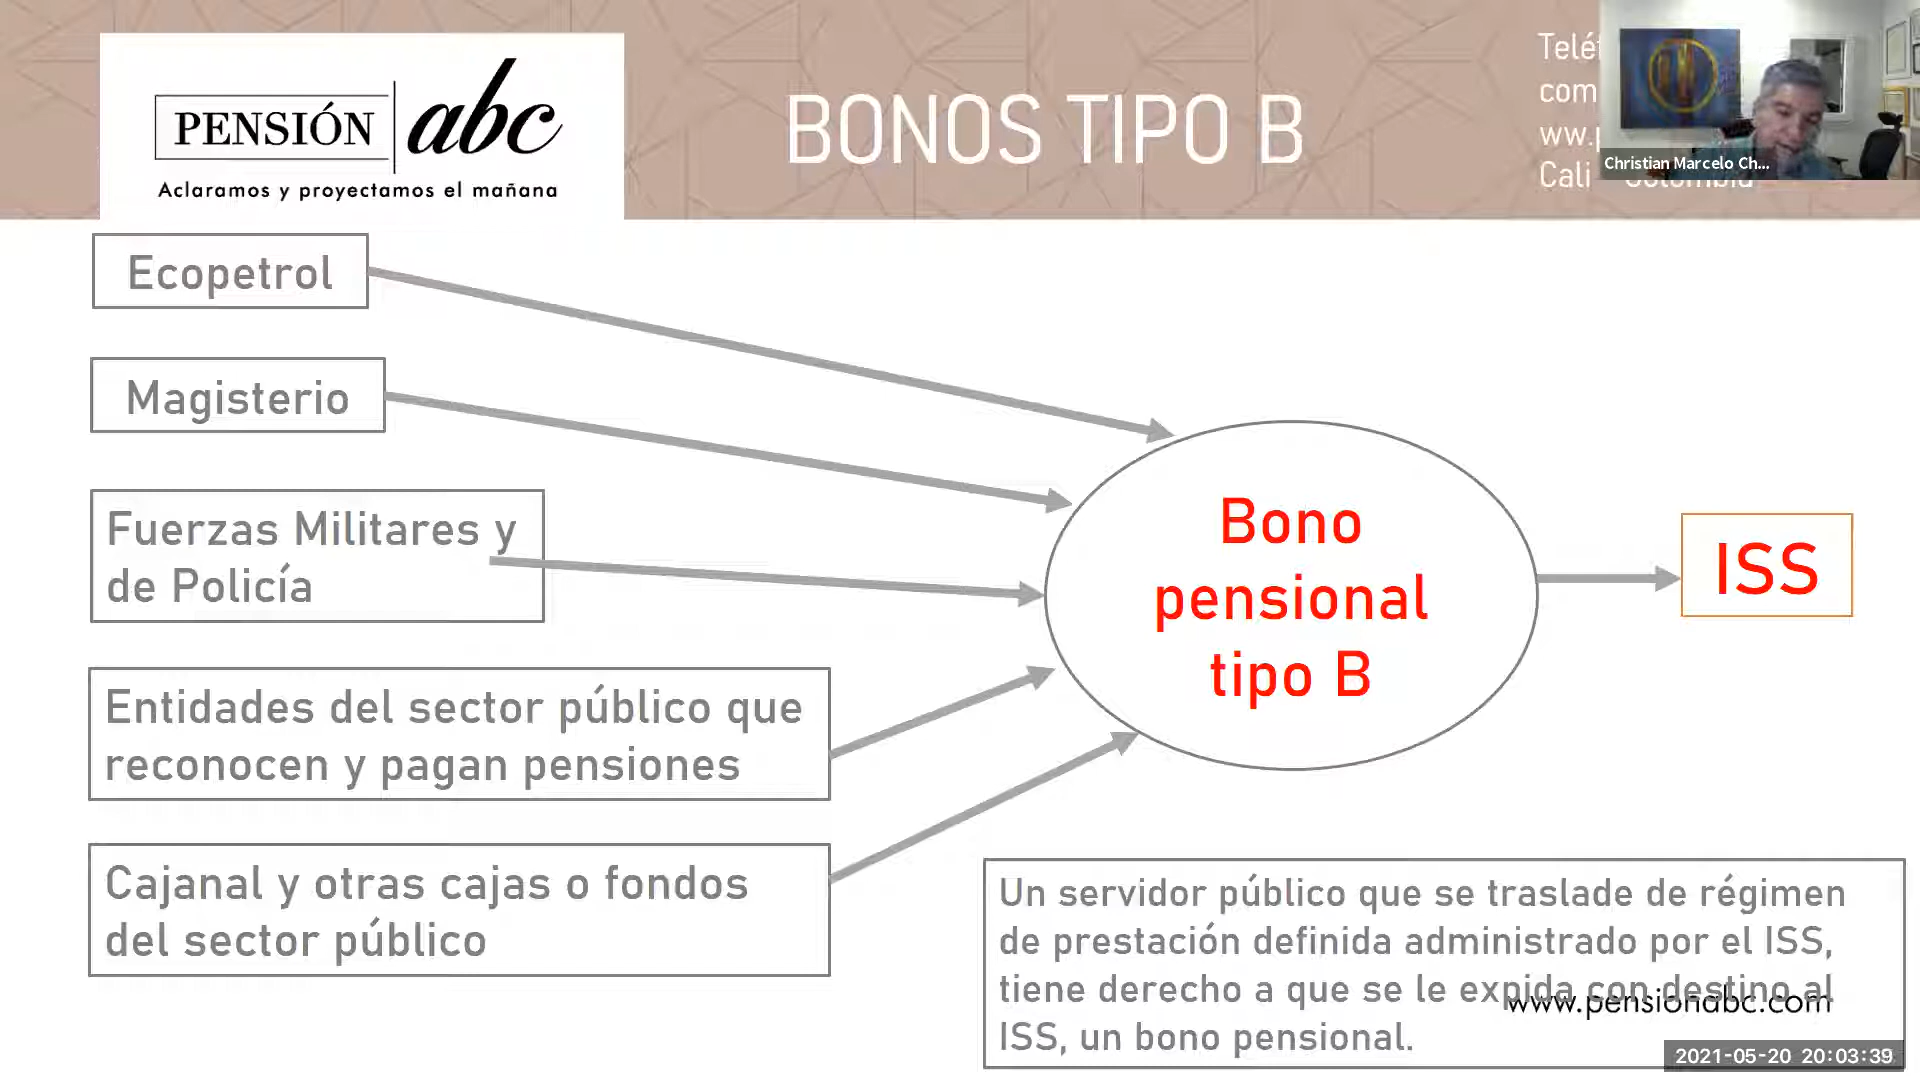 PENSIÓN abc
Aclaramos y proyectamos el mañana
BONOS TIPO B
Cali
Christian Marcelo Ch...
Ecopetrol
Magisterio
Fuerzas Militares y
de Policía
Entidades del sector público que
reconocen y pagan pensiones
Cajanal y otras cajas o fondos
del sector público
Bono
pensional
tipo B
ISS
Un servidor público que se traslade de régimen
de prestación definida administrado por el ISS,
tiene derecho a que se le expida con destino al
ISS, un bono pensional.
www.pensionabc.com
2021-05-20 20:03:39